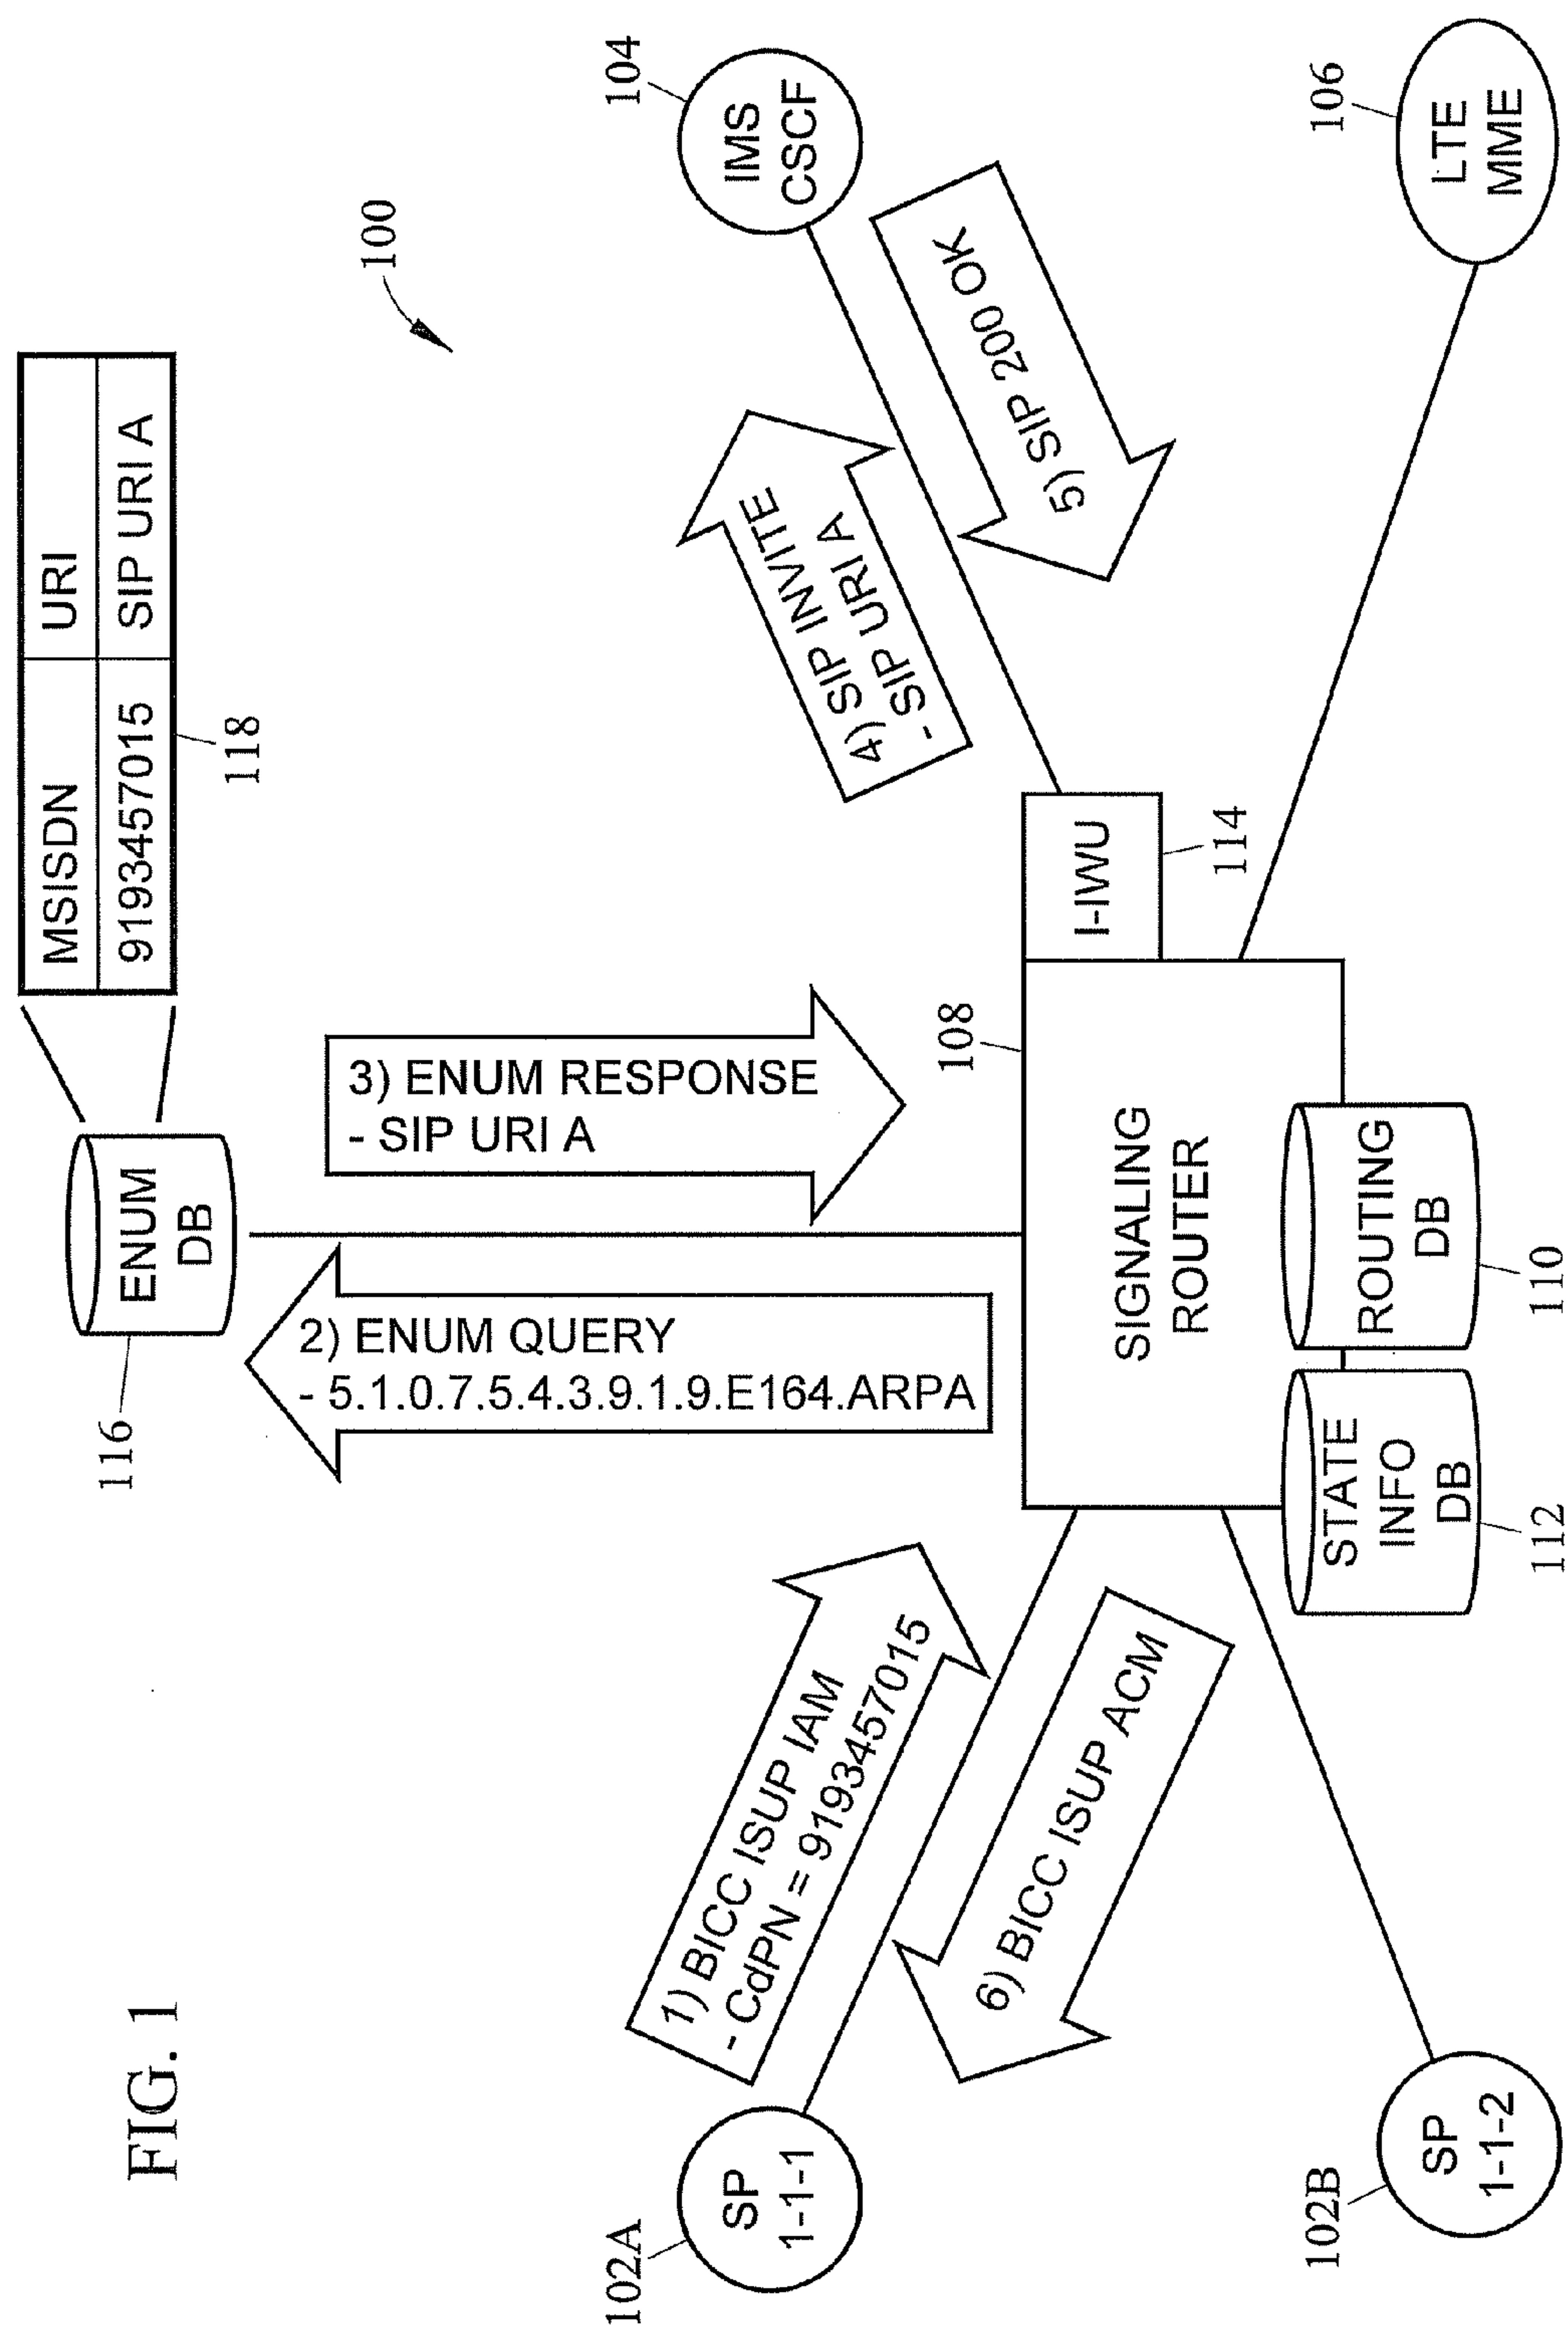 FIG. 1
MSISDN
URI
9193457015
SIP URI A
118
100
116
ENUM
DB
2) ENUM QUERY
- 5.1.0.7.5.4.3.9.1.9.E164.ARPA
3) ENUM RESPONSE
- SIP URI A
102A
SP
1-1-1
1) BICC ISUP IAM
- CdPN = 9193457015
6) BICC ISUP ACM
4) SIP INVITE
- SIP URI A
5) SIP 2000 OK
104
IMS
CSCF
108
SIGNALING
ROUTER
I-IWU
114
102B
SP
1-1-2
STATE
INFO
DB
112
ROUTING
DB
110
106
LTE
MME